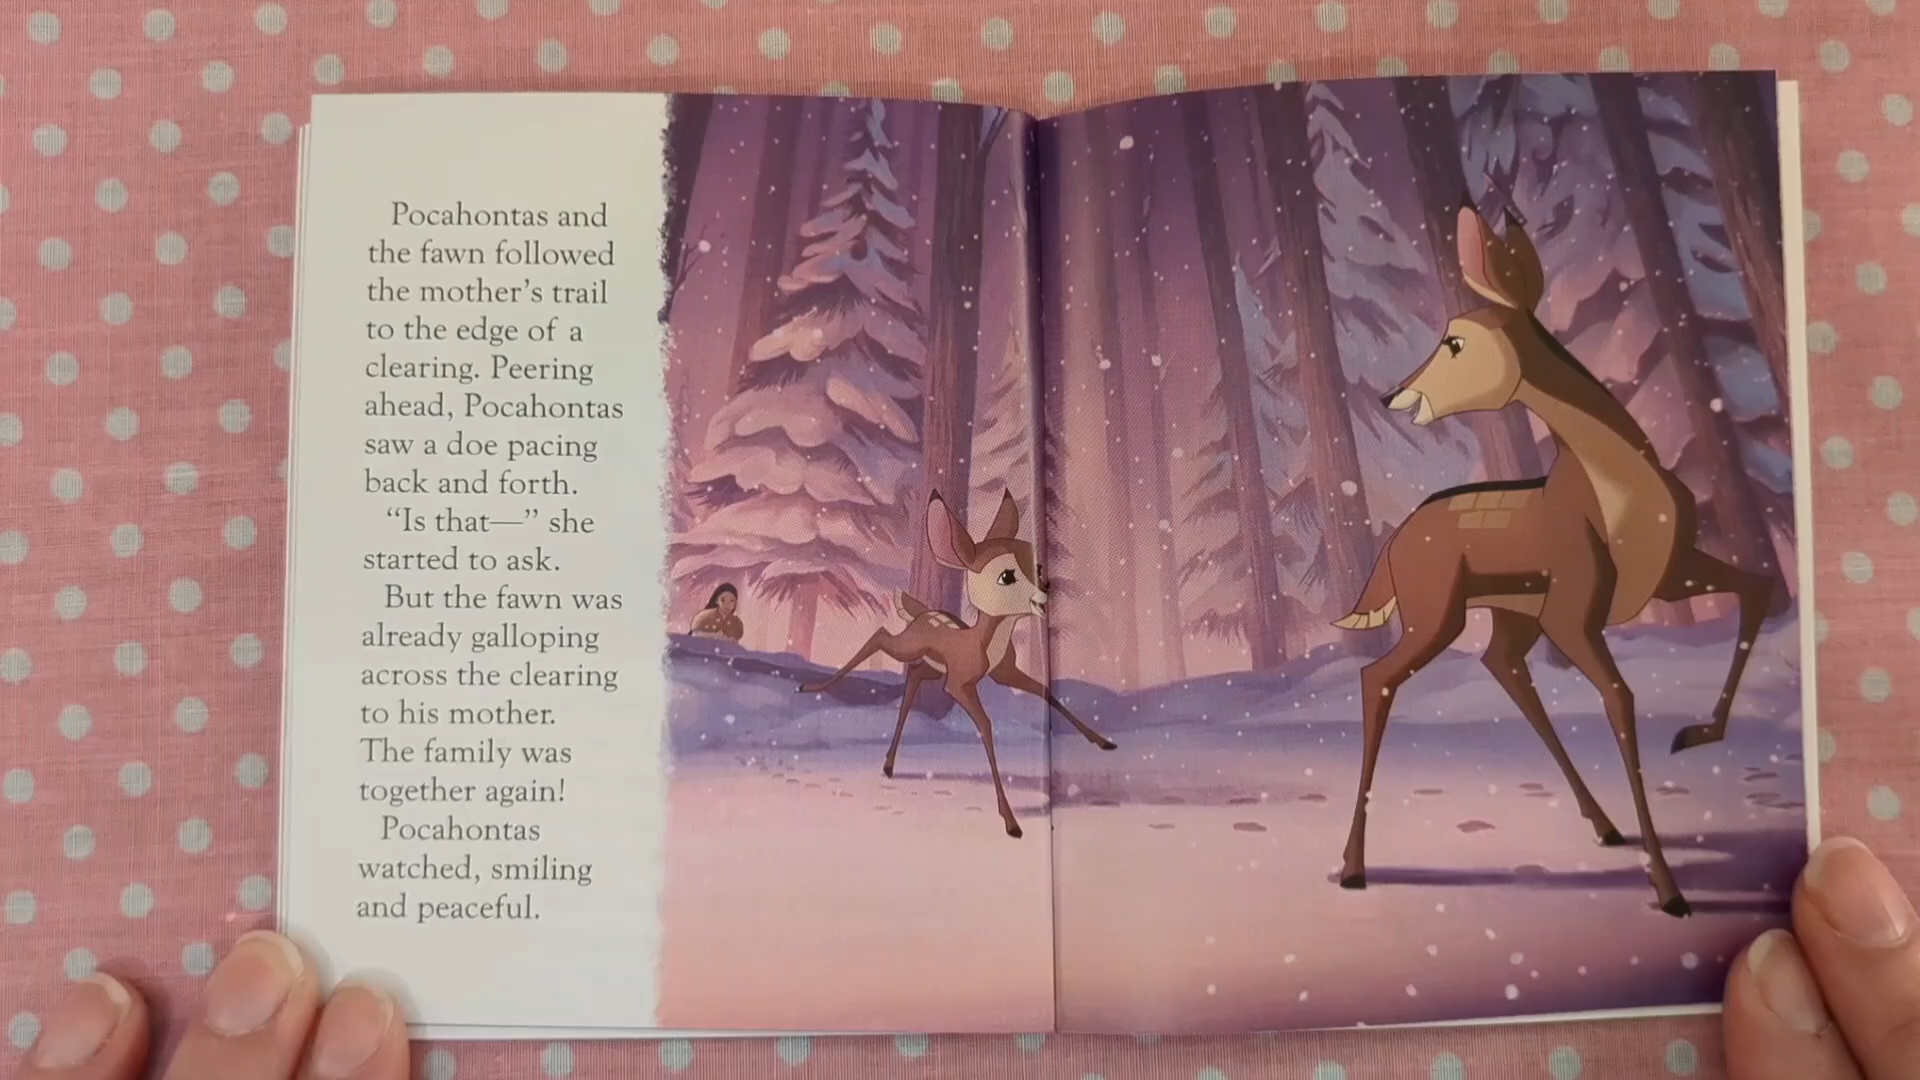 Pocahontas and
the fawn followed
the mother’s trail
to the edge of a
clearing. Peering
ahead, Pocahontas
saw a doe pacing
back and forth.
“Is that—” she
started to ask.
But the fawn was
already galloping
across the clearing
to his mother.
The family was
together again!
Pocahontas
watched, smiling
and peaceful.